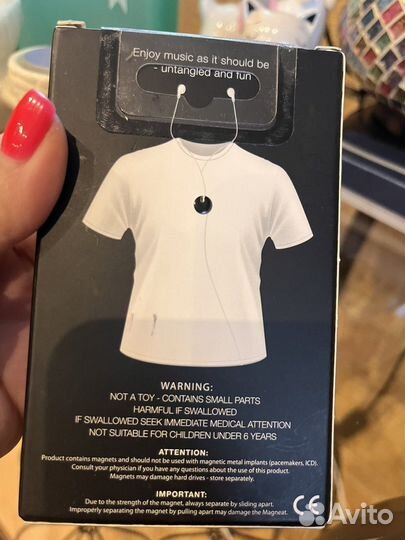 Enjoy music as it should be
- untangled and fun
WARNING:
NOT A TOY - CONTAINS SMALL PARTS
HARMFUL IF SWALLOWED
IF SWALLOWED SEEK IMMEDIATE MEDICAL ATTENTION
NOT SUITABLE FOR CHILDREN UNDER 6 YEARS
ATTENTION:
Product contains magnets and should not be used with magnetic metal implants (pacemakers, ICD).
Consult your physician if you have any questions about the use of this product.
Magnets may damage hard drives - store separately.
IMPORTANT:
Due to the strength of the magnet, always separate by sliding apart.
Improperly separating the magnet by pulling apart may damage the Magneat.
CE
Avito